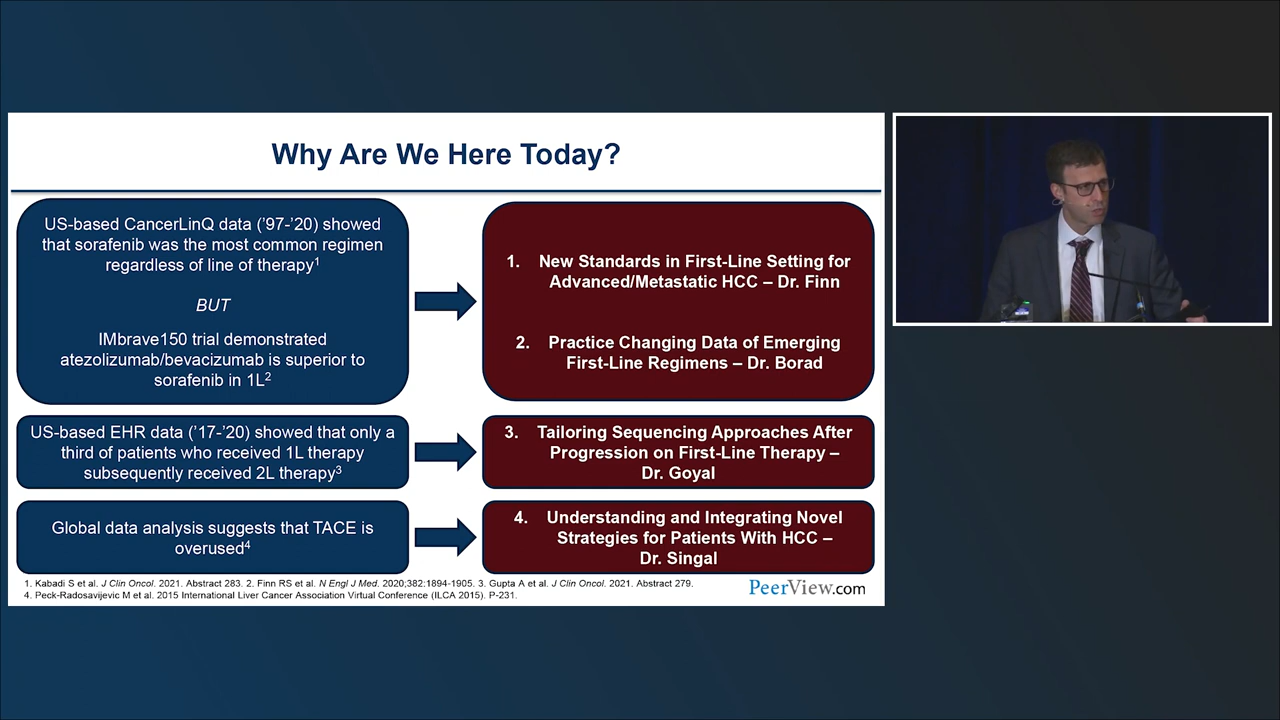 Why Are We Here Today?
US-based CancerLinQ data (’97-’20) showed
that sorafenib was the most common regimen
regardless of line of therapy1
BUT
IMbrave150 trial demonstrated
atezolizumab/bevacizumab is superior to
sorafenib in 1L2
1. New Standards in First-Line Setting for
Advanced/Metastatic HCC – Dr. Finn
2. Practice Changing Data of Emerging
First-Line Regimens – Dr. Borad
US-based EHR data (’17-’20) showed that only a
third of patients who received 1L therapy
subsequently received 2L therapy3
3. Tailoring Sequencing Approaches After
Progression on First-Line Therapy –
Dr. Goyal
Global data analysis suggests that TACE is
overused4
4. Understanding and Integrating Novel
Strategies for Patients With HCC –
Dr. Singal
1. Kabadi S et al. J Clin Oncol. 2021. Abstract 283. 2. Finn RS et al. N Engl J Med. 2020;382:1894-1905. 3. Gupta A et al. J Clin Oncol. 2021. Abstract 279.
4. Peck-Radosavijevic M et al. 2015 International Liver Cancer Association Virtual Conference (ILCA 2015). P-231.
PeerView.com